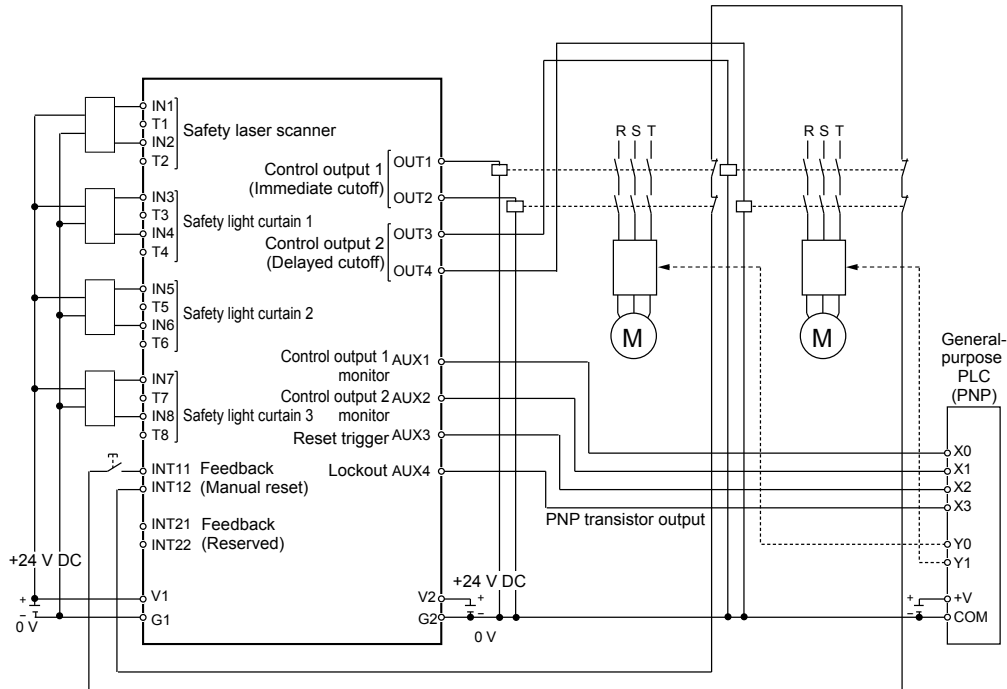 IN1
T1
IN2
T2
Safety laser scanner
IN3
T3
IN4
T4
Safety light curtain 1
IN5
T5
IN6
T6
Safety light curtain 2
IN7
T7
IN8
T8
Safety light curtain 3
INT11 Feedback
INT12 (Manual reset)
INT21 Feedback
INT22 (Reserved)
+24 V DC
+
−
0 V
V1
G1
Control output 1
(Immediate cutoff)
OUT1
OUT2
Control output 2
(Delayed cutoff)
OUT3
OUT4
Control output 1
monitor
AUX1
Control output 2
monitor
AUX2
Reset trigger AUX3
Lockout AUX4
V2
G2
+24 V DC
+
−
0 V
PNP transistor output
R S T
M
R S T
M
General-
purpose
PLC
(PNP)
X0
X1
X2
X3
Y0
Y1
+V
COM
+
−